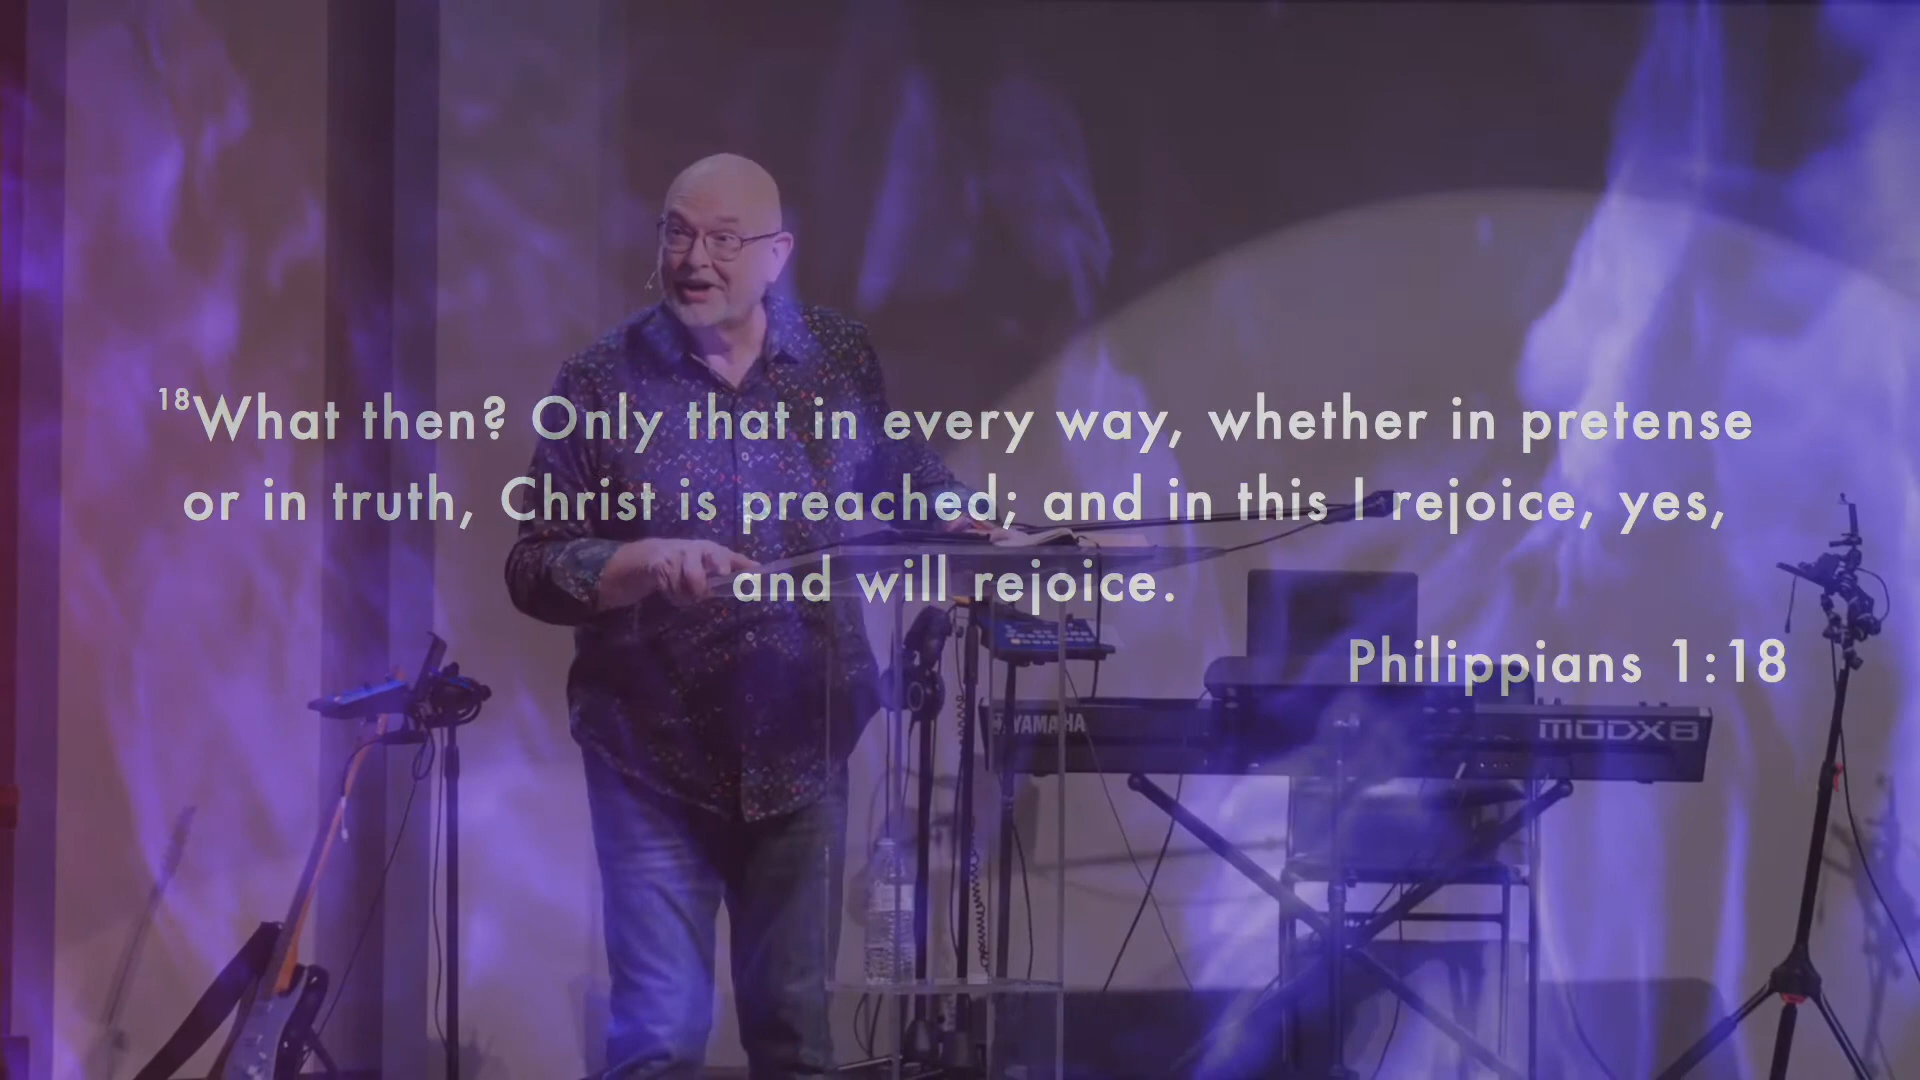 18What then? Only that in every way, whether in pretense
or in truth, Christ is preached; and in this I rejoice, yes,
and will rejoice.
Philippians 1:18
YAMAHA
MODX8